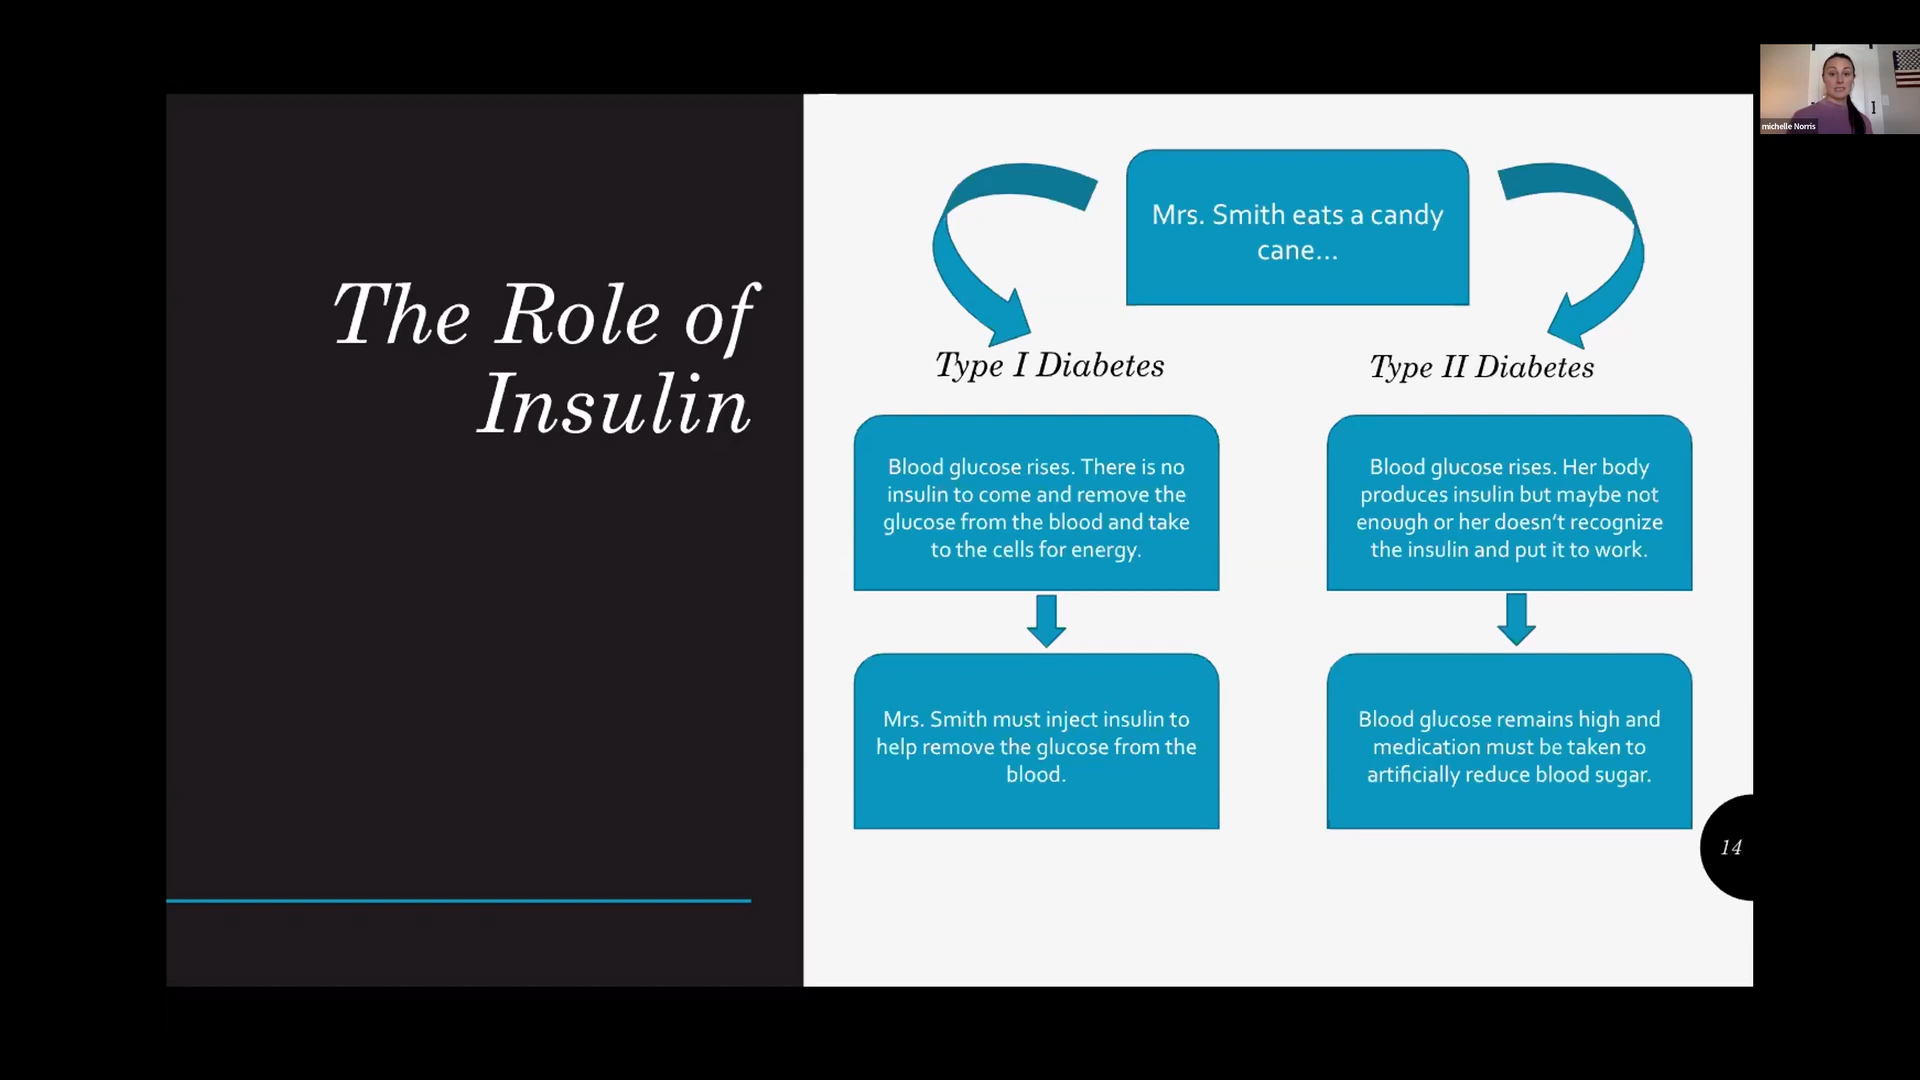 michelle Norris
The Role of
Insulin
Mrs. Smith eats a candy
cane...
Type I Diabetes
Blood glucose rises. There is no
insulin to come and remove the
glucose from the blood and take
to the cells for energy.
Mrs. Smith must inject insulin to
help remove the glucose from the
blood.
Type II Diabetes
Blood glucose rises. Her body
produces insulin but maybe not
enough or her doesn't recognize
the insulin and put it to work.
Blood glucose remains high and
medication must be taken to
artificially reduce blood sugar.
14